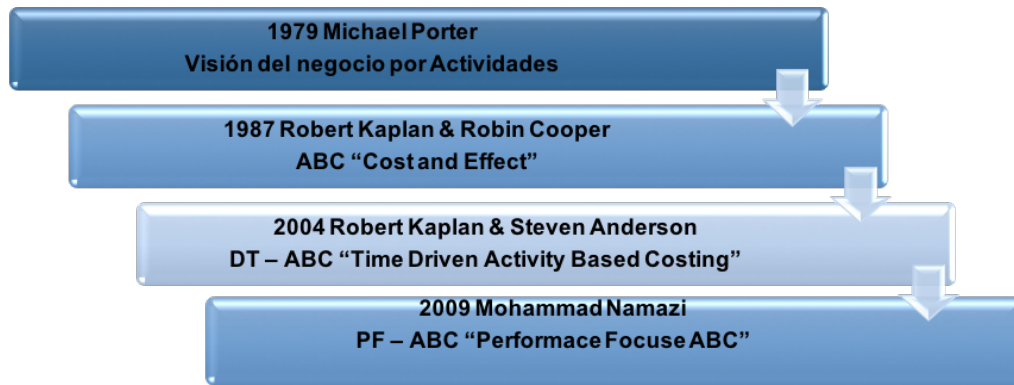 1979 Michael Porter
Visión del negocio por Actividades
1987 Robert Kaplan & Robin Cooper
ABC “Cost and Effect”
2004 Robert Kaplan & Steven Anderson
DT – ABC “Time Driven Activity Based Costing”
2009 Mohammad Namazi
PF – ABC “Performace Focuse ABC”